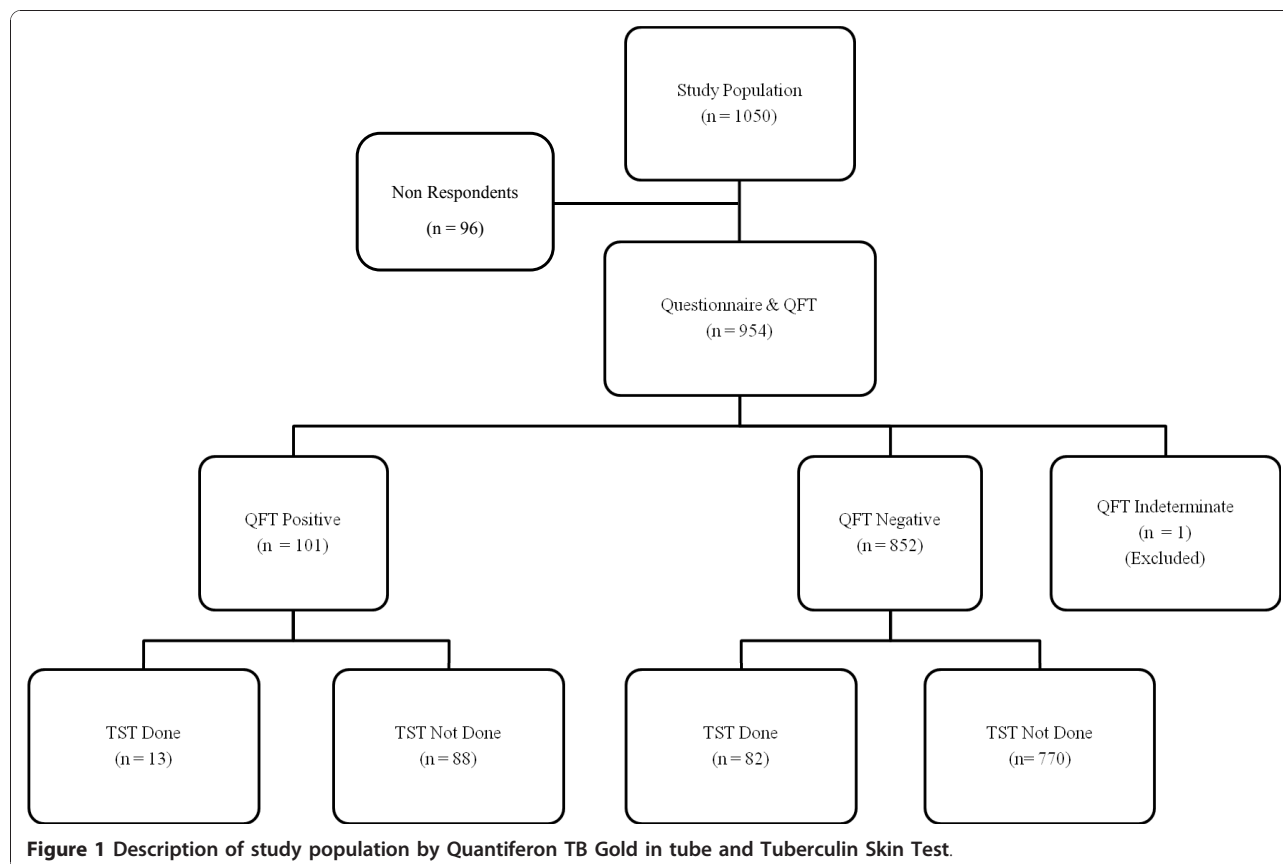 Study Population
(n = 1050)
Non Respondents
(n = 96)
Questionnaire & QFT
(n = 954)
QFT Positive
(n = 101)
QFT Negative
(n = 852)
QFT Indeterminate
(n = 1)
(Excluded)
TST Done
(n = 13)
TST Not Done
(n = 88)
TST Done
(n = 82)
TST Not Done
(n= 770)
Figure 1 Description of study population by Quantiferon TB Gold in tube and Tuberculin Skin Test.